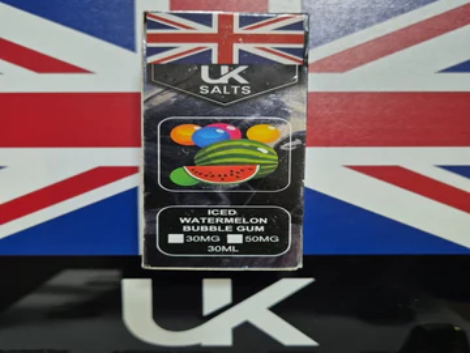 UK
SALTS
ICED
WATERMELON
BUBBLE GUM
30MG 50MG
30ML
UK